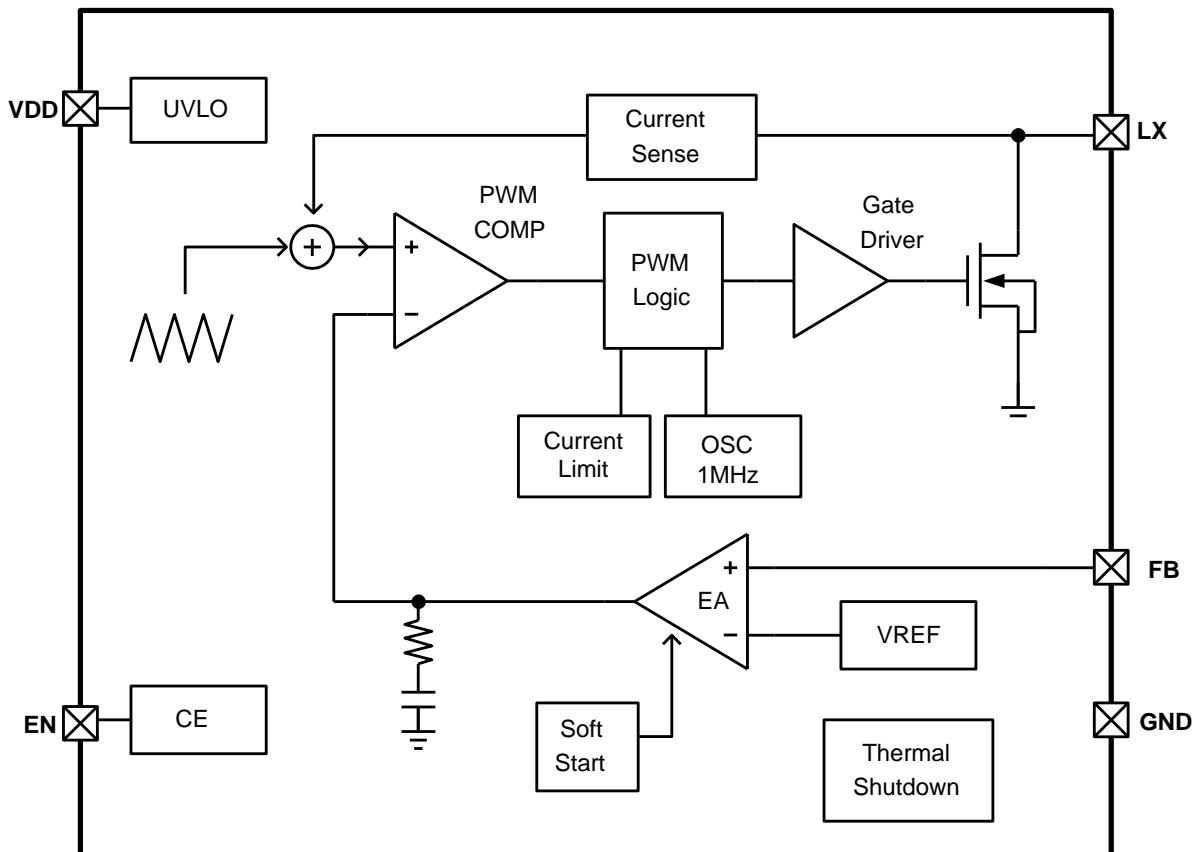 VDD
UVLO
Current
Sense
LX
PWM
COMP
Gate
Driver
+
+
−
PWM
Logic
Current
Limit
OSC
1MHz
+
EA
−
FB
VREF
EN
CE
Soft
Start
Thermal
Shutdown
GND